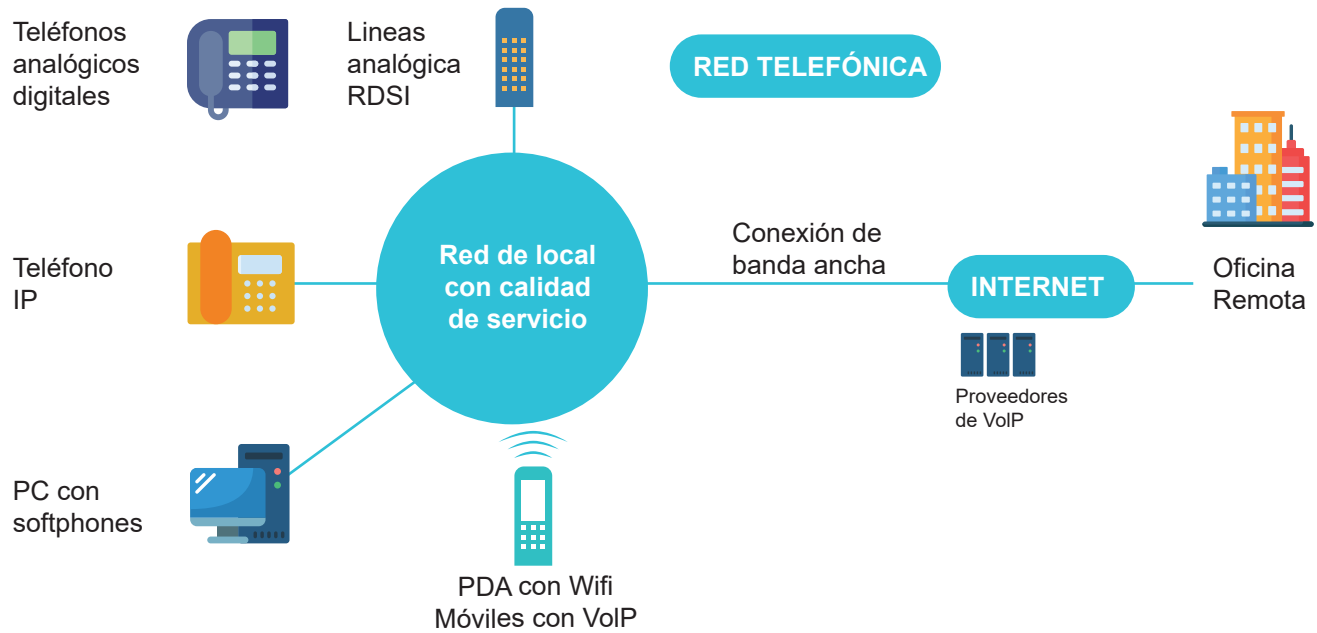 Teléfonos
analógicos
digitales
Lineas
analógica
RDSI
RED TELEFÓNICA
Teléfono
IP
Red de local
con calidad
de servicio
Conexión de
banda ancha
INTERNET
Oficina
Remota
Proveedores
de VoIP
PC con
softphones
PDA con Wifi
Móviles con VoIP